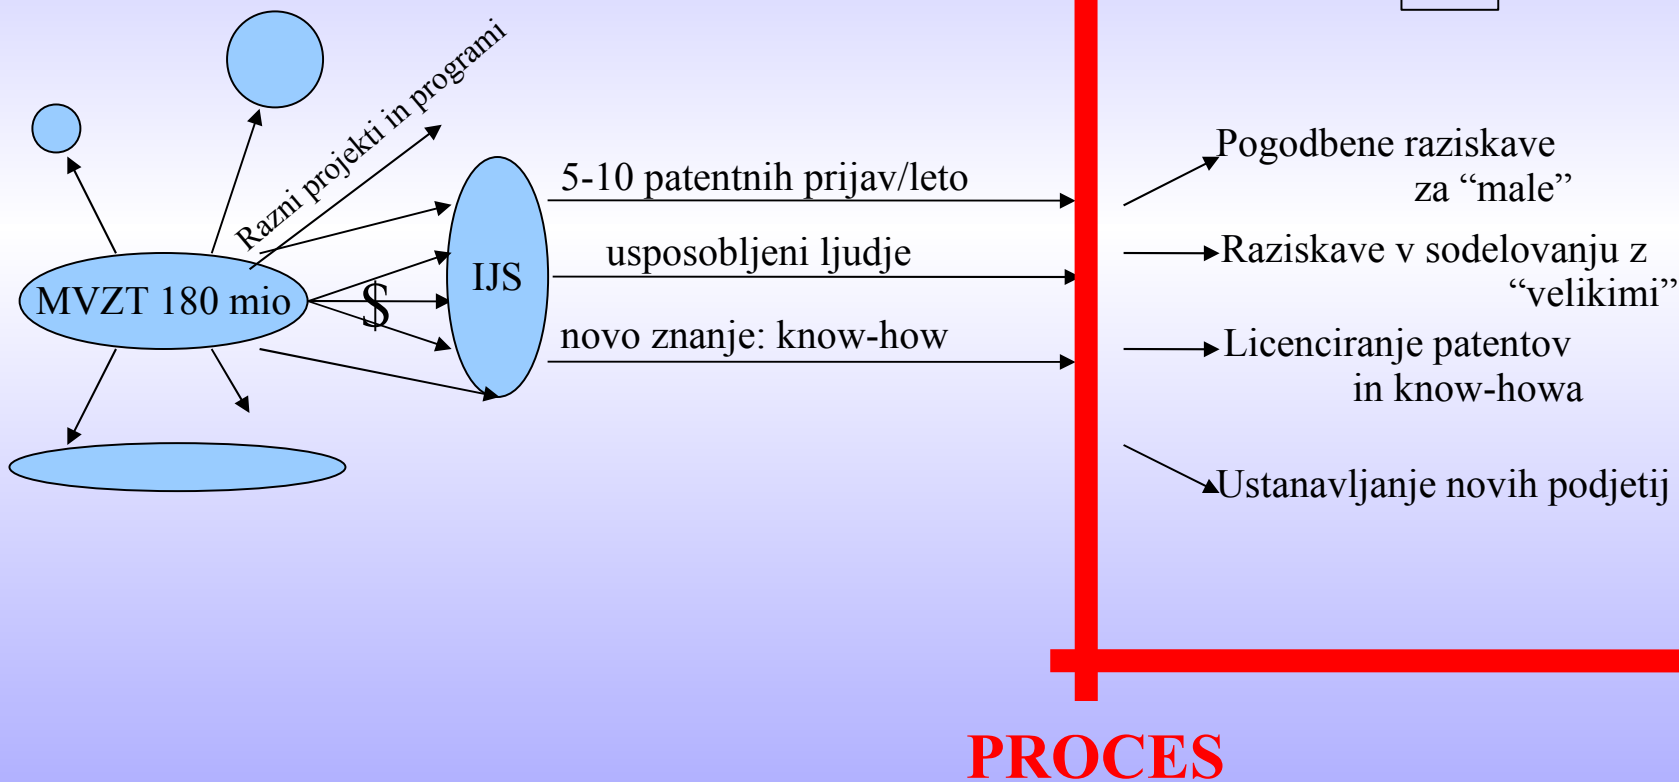 Razni projekti in programi
MVZT 180 mio
$
IJS
5-10 patentnih prijav/leto
usposobljeni ljudje
novo znanje: know-how
Pogodbene raziskave
za “male”
Raziskave v sodelovanju z
“velikimi”
Licenciranje patentov
in know-howa
Ustanavljanje novih podjetij
PROCES